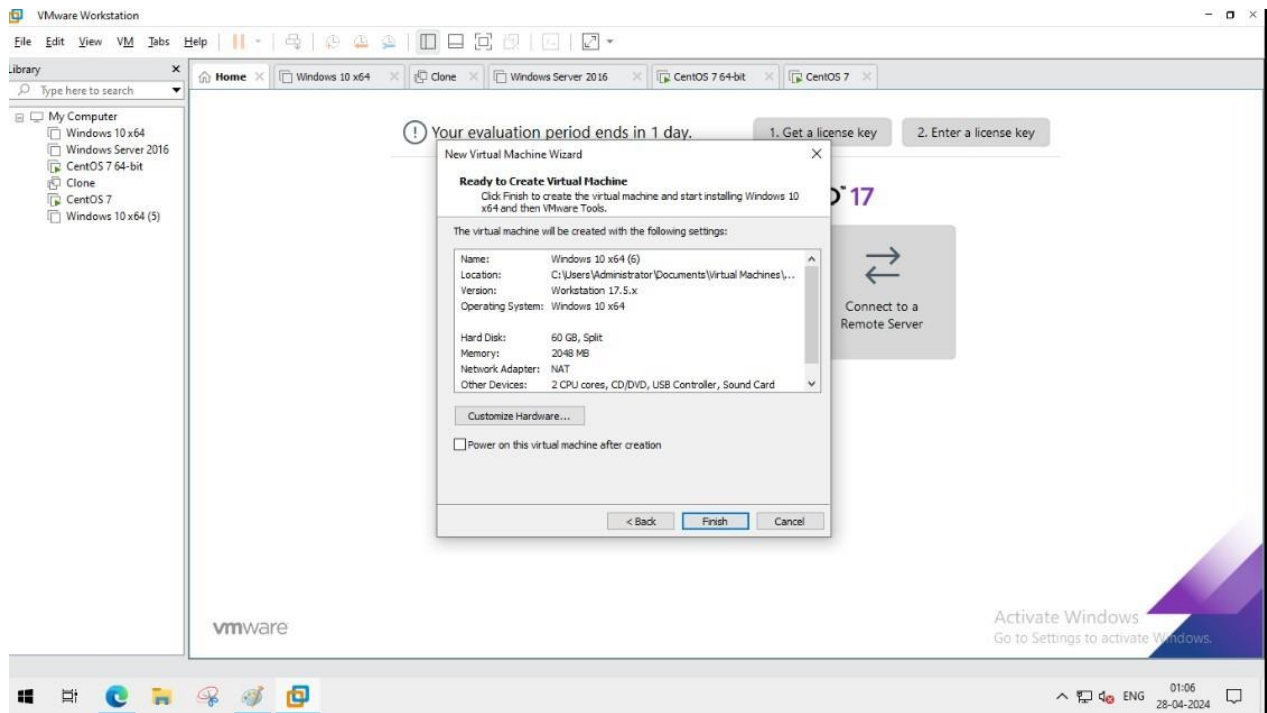 VMware Workstation
File Edit View VM Tabs Help
Library
Type here to search
My Computer
Windows 10 x64
Windows Server 2016
CentOS 7 64-bit
Clone
CentOS 7
Windows 10 x64 (5)
Home Windows 10 x64 Clone Windows Server 2016 CentOS 7 64-bit CentOS 7
Your evaluation period ends in 1 day. 1. Get a license key 2. Enter a license key
17
Connect to a
Remote Server
New Virtual Machine Wizard
Ready to Create Virtual Machine
Click Finish to create the virtual machine and start installing Windows 10
x64 and then VMware Tools.
The virtual machine will be created with the following settings:
Name: Windows 10 x64 (6)
Location: C:\Users\Administrator\Documents\Virtual Machines\...
Version: Workstation 17.5.x
Operating System: Windows 10 x64
Hard Disk: 60 GB, Split
Memory: 2048 MB
Network Adapter: NAT
Other Devices: 2 CPU cores, CD/DVD, USB Controller, Sound Card
Customize Hardware...
Power on this virtual machine after creation
< Back Finish Cancel
vmware
Activate Windows
Go to Settings to activate Windows.
ENG 01:06
28-04-2024